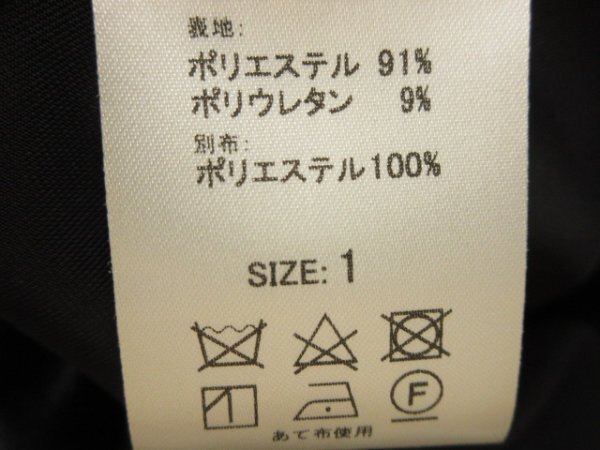 表地:
ポリエステル 91%
ポリウレタン 9%
別布:
ポリエステル100%
SIZE: 1
F
あて布使用